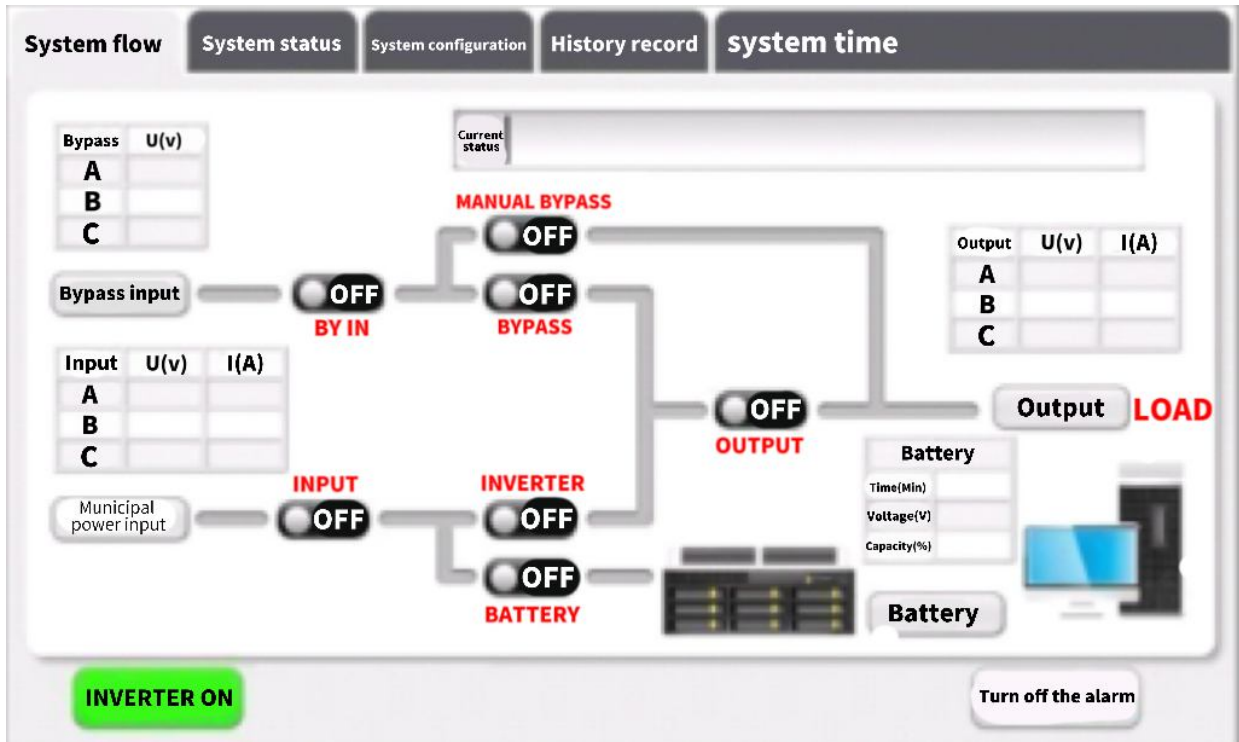 System flow
System status
System configuration
History record
system time
Current
status
Bypass U(v)
A
B
C
MANUAL BYPASS
OFF
Output U(v) I(A)
A
B
C
Bypass input
OFF
OFF
BY IN
BYPASS
Input U(v) I(A)
A
B
C
OFF
OUTPUT
Output LOAD
Battery
Time(Min)
Voltage(V)
Capacity(%)
INPUT
INVERTER
Municipal
power input
OFF
OFF
OFF
BATTERY
Battery
INVERTER ON
Turn off the alarm